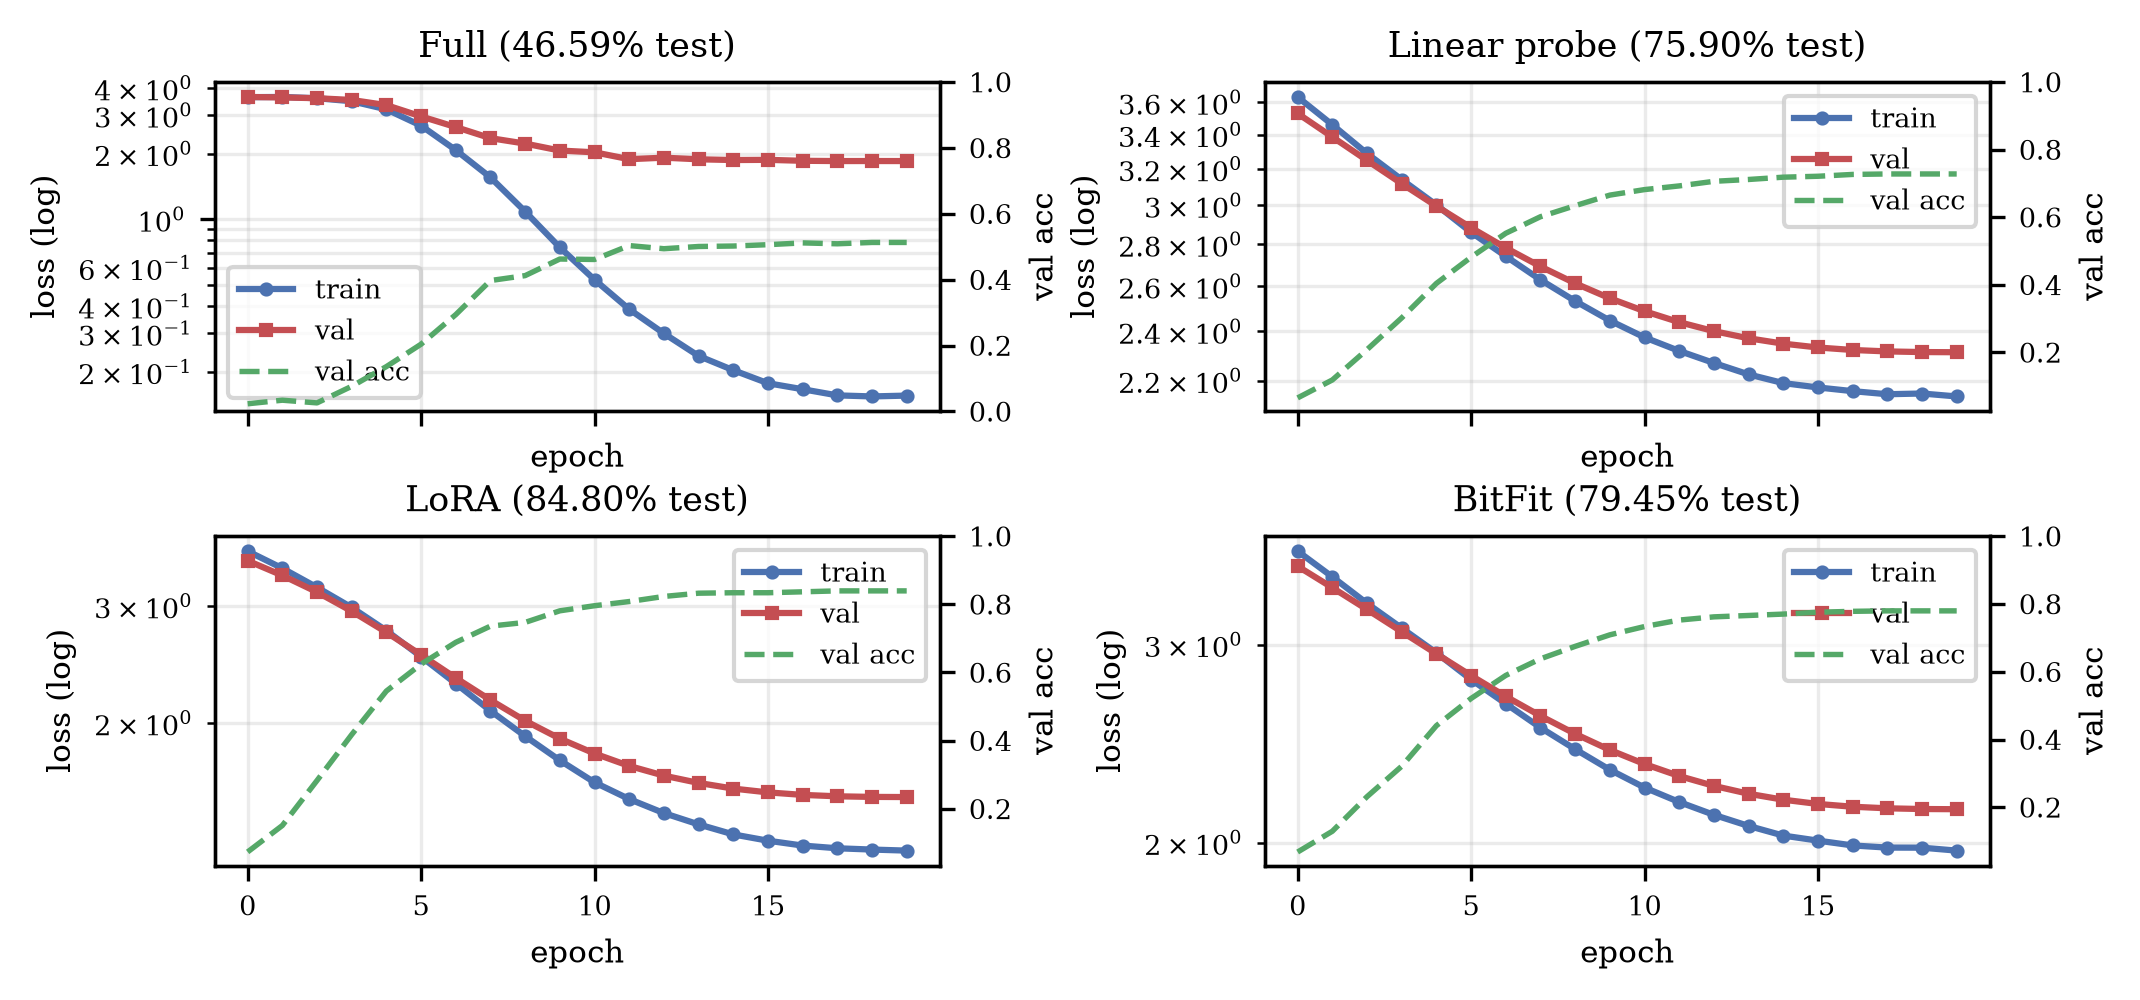 Full (46.59% test)
4 × 10⁰
3 × 10⁰
2 × 10⁰
10⁰
6 × 10⁻¹
4 × 10⁻¹
3 × 10⁻¹
2 × 10⁻¹
loss (log)
train
val
val acc
1.0
0.8
0.6
0.4
0.2
0.0
val acc
epoch
Linear probe (75.90% test)
3.6 × 10⁰
3.4 × 10⁰
3.2 × 10⁰
3 × 10⁰
2.8 × 10⁰
2.6 × 10⁰
2.4 × 10⁰
2.2 × 10⁰
loss (log)
train
val
val acc
1.0
0.8
0.6
0.4
0.2
val acc
epoch
LoRA (84.80% test)
3 × 10⁰
2 × 10⁰
loss (log)
train
val
val acc
1.0
0.8
0.6
0.4
0.2
val acc
0 5 10 15
epoch
BitFit (79.45% test)
3 × 10⁰
2 × 10⁰
loss (log)
train
val
val acc
1.0
0.8
0.6
0.4
0.2
val acc
0 5 10 15
epoch